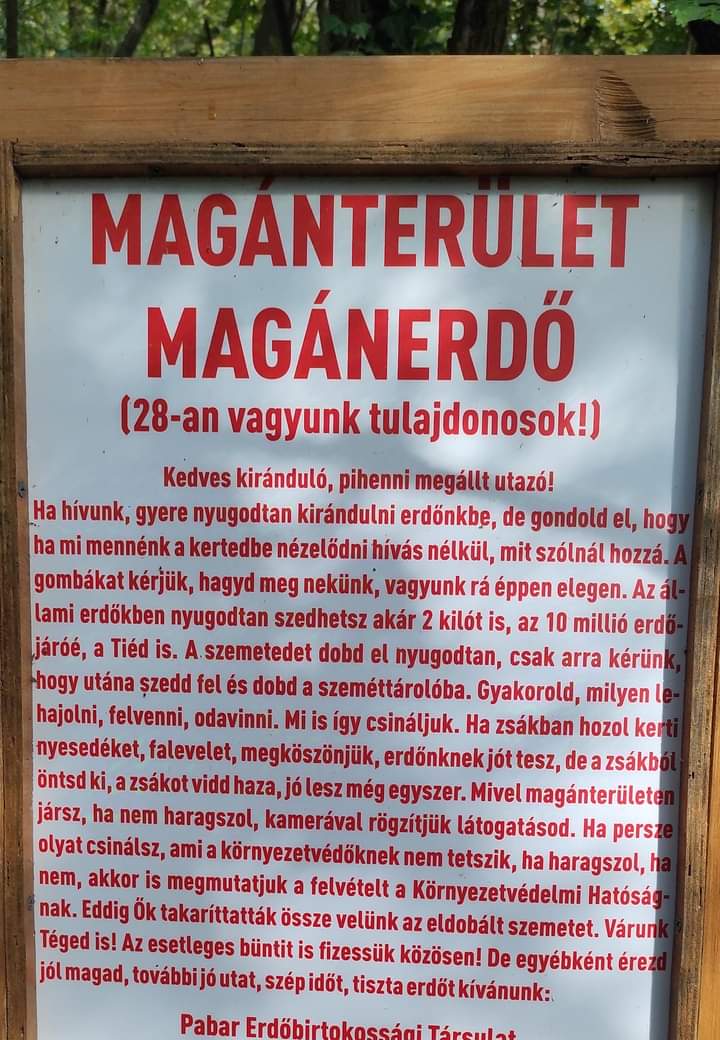 MAGÁNTERÜLET
MAGÁNERDŐ
(28-an vagyunk tulajdonosok!)
Kedves kiránduló, pihenni megállt utazó!
Ha hívunk, gyere nyugodtan kirándulni erdőnkbe, de gondold el, hogy
ha mi mennénk a kertedbe nézelődni hívás nélkül, mit szólnál hozzá. A
gombákat kérjük, hagyd meg nekünk, vagyunk rá éppen elegen. Az ál-
lami erdőkben nyugodtan szedhetsz akár 2 kilót is, az 10 millió erdő-
járóé, a Tiéd is. A szemetedet dobd el nyugodtan, csak arra kérünk,
hogy utána szedd fel és dobd a szeméttárolóba. Gyakorold, milyen le-
hajolni, felvenni, odavinni. Mi is így csináljuk. Ha zsákban hozol kerti
nyesedéket, falevelet, megköszönjük, erdőnknek jót tesz, de a zsákból
öntsd ki, a zsákot vidd haza, jó lesz még egyszer. Mivel magánterületen
jársz, ha nem haragszol, kamerával rögzítjük látogatásod. Ha persze
olyat csinálsz, ami a környezetvédőknek nem tetszik, ha haragszol, ha
nem, akkor is megmutatjuk a felvételt a Környezetvédelmi Hatóság-
nak. Eddig Ők takaríttatták össze velünk az eldobált szemetet. Várunk
Téged is! Az esetleges büntit is fizessük közösen! De egyébként érezd
jól magad, további jó utat, szép időt, tiszta erdőt kívánunk:
Pabar Erdőbirtokossági Társulat